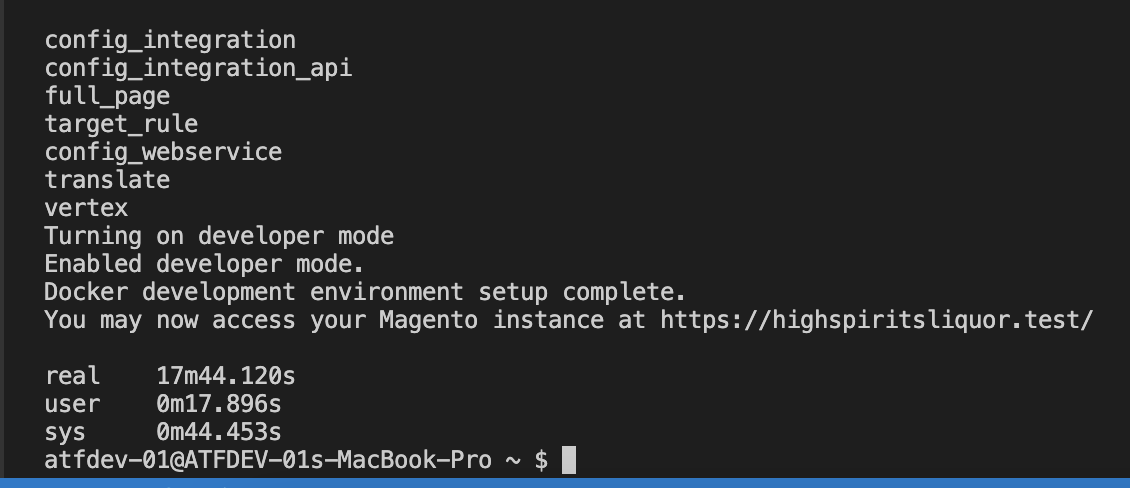 config_integration
config_integration_api
full_page
target_rule
config_webservice
translate
vertex
Turning on developer mode
Enabled developer mode.
Docker development environment setup complete.
You may now access your Magento instance at https://highspiritsliquor.test/
real    17m44.120s
user    0m17.896s
sys     0m44.453s
atfdev-01@ATFDEV-01s-MacBook-Pro ~ $